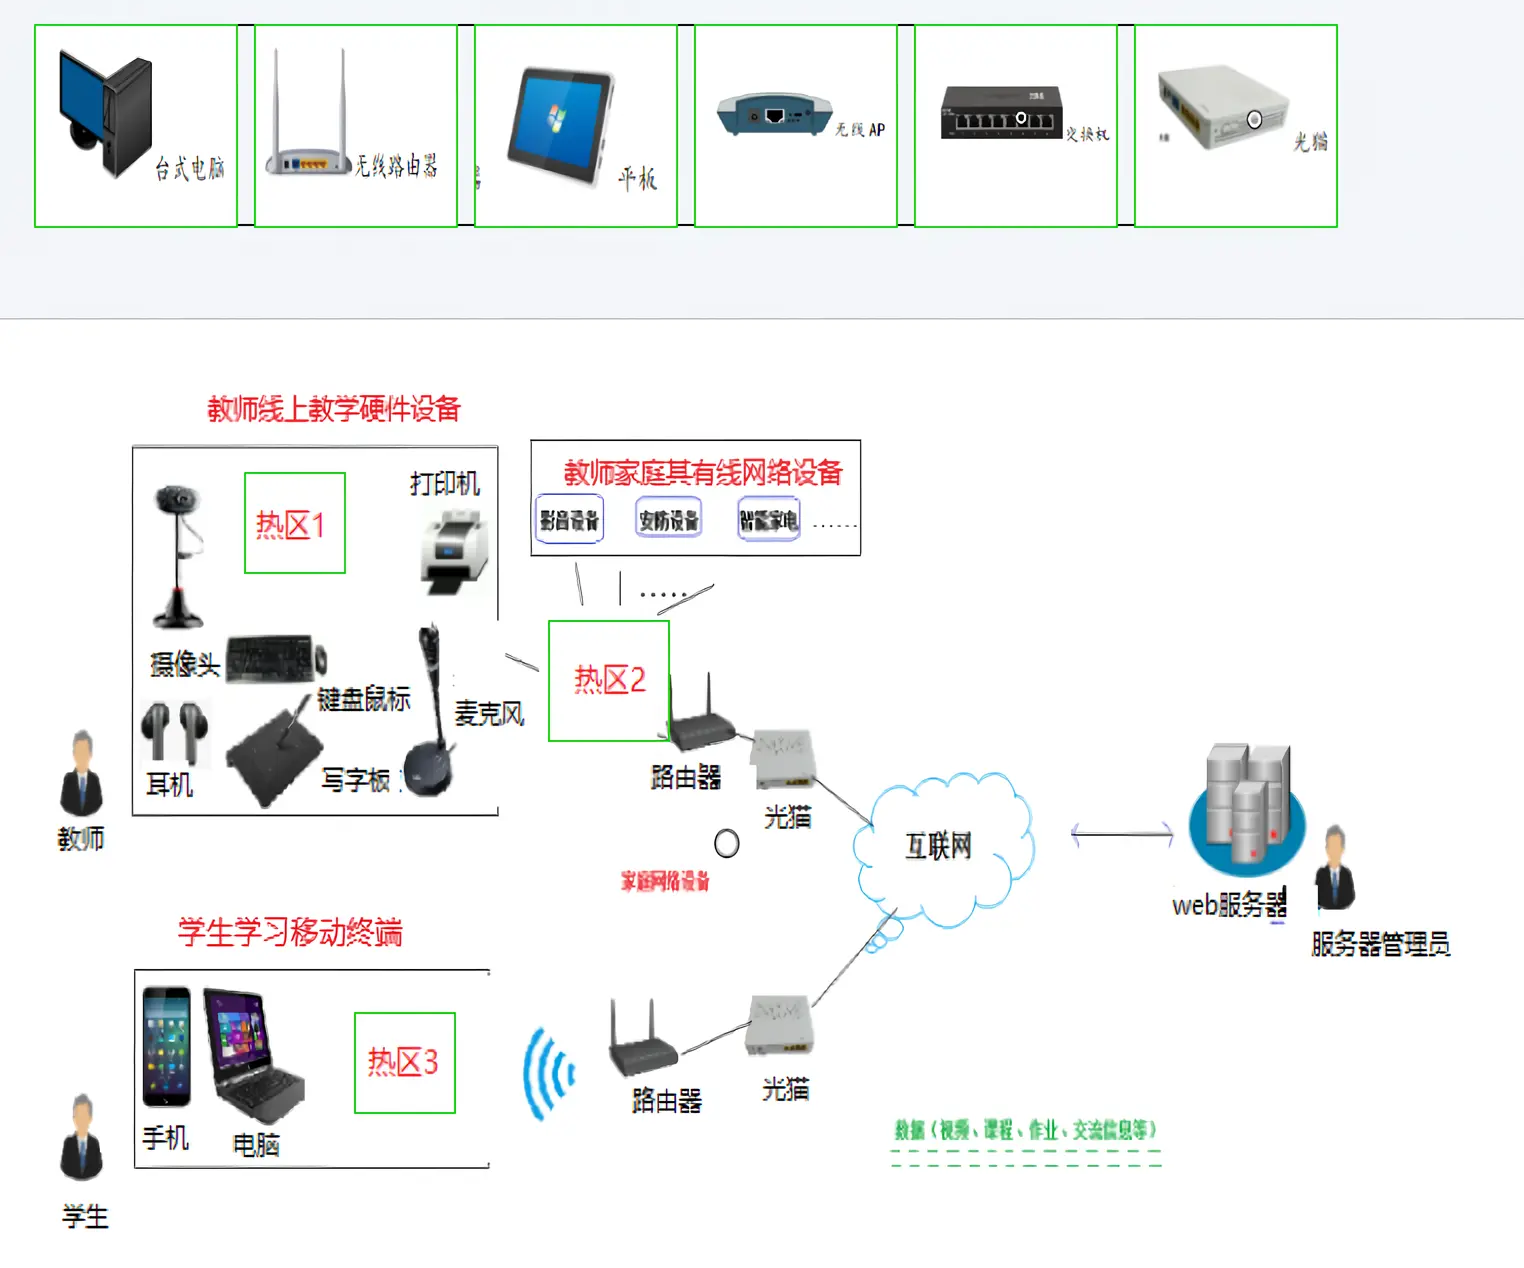 台式电脑
无线路由器
平板
无线 AP
交换机
光猫
教师线上教学硬件设备
教师家庭其有线网络设备
热区1
打印机
影音设备
安防设备
智能家电
......
.....
摄像头
键盘鼠标
热区2
麦克风
耳机
写字板
路由器
光猫
教师
互联网
家庭网络设备
web服务器
服务器管理员
学生学习移动终端
热区3
手机
电脑
路由器
光猫
数据（视频、课程、作业、交流信息等）
学生